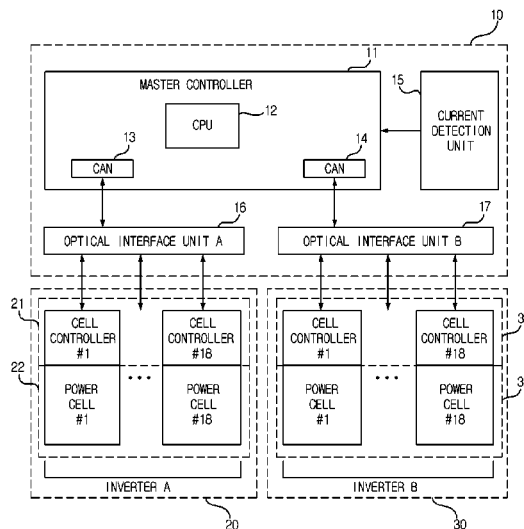 10
11
MASTER CONTROLLER
15
12
CPU
CURRENT
DETECTION
UNIT
13
CAN
14
CAN
16
OPTICAL INTERFACE UNIT A
17
OPTICAL INTERFACE UNIT B
21
CELL
CONTROLLER
#1
CELL
CONTROLLER
#18
CELL
CONTROLLER
#1
CELL
CONTROLLER
#18
3
22
POWER
CELL
#1
...
POWER
CELL
#18
POWER
CELL
#1
...
POWER
CELL
#18
3
INVERTER A
INVERTER B
20
30